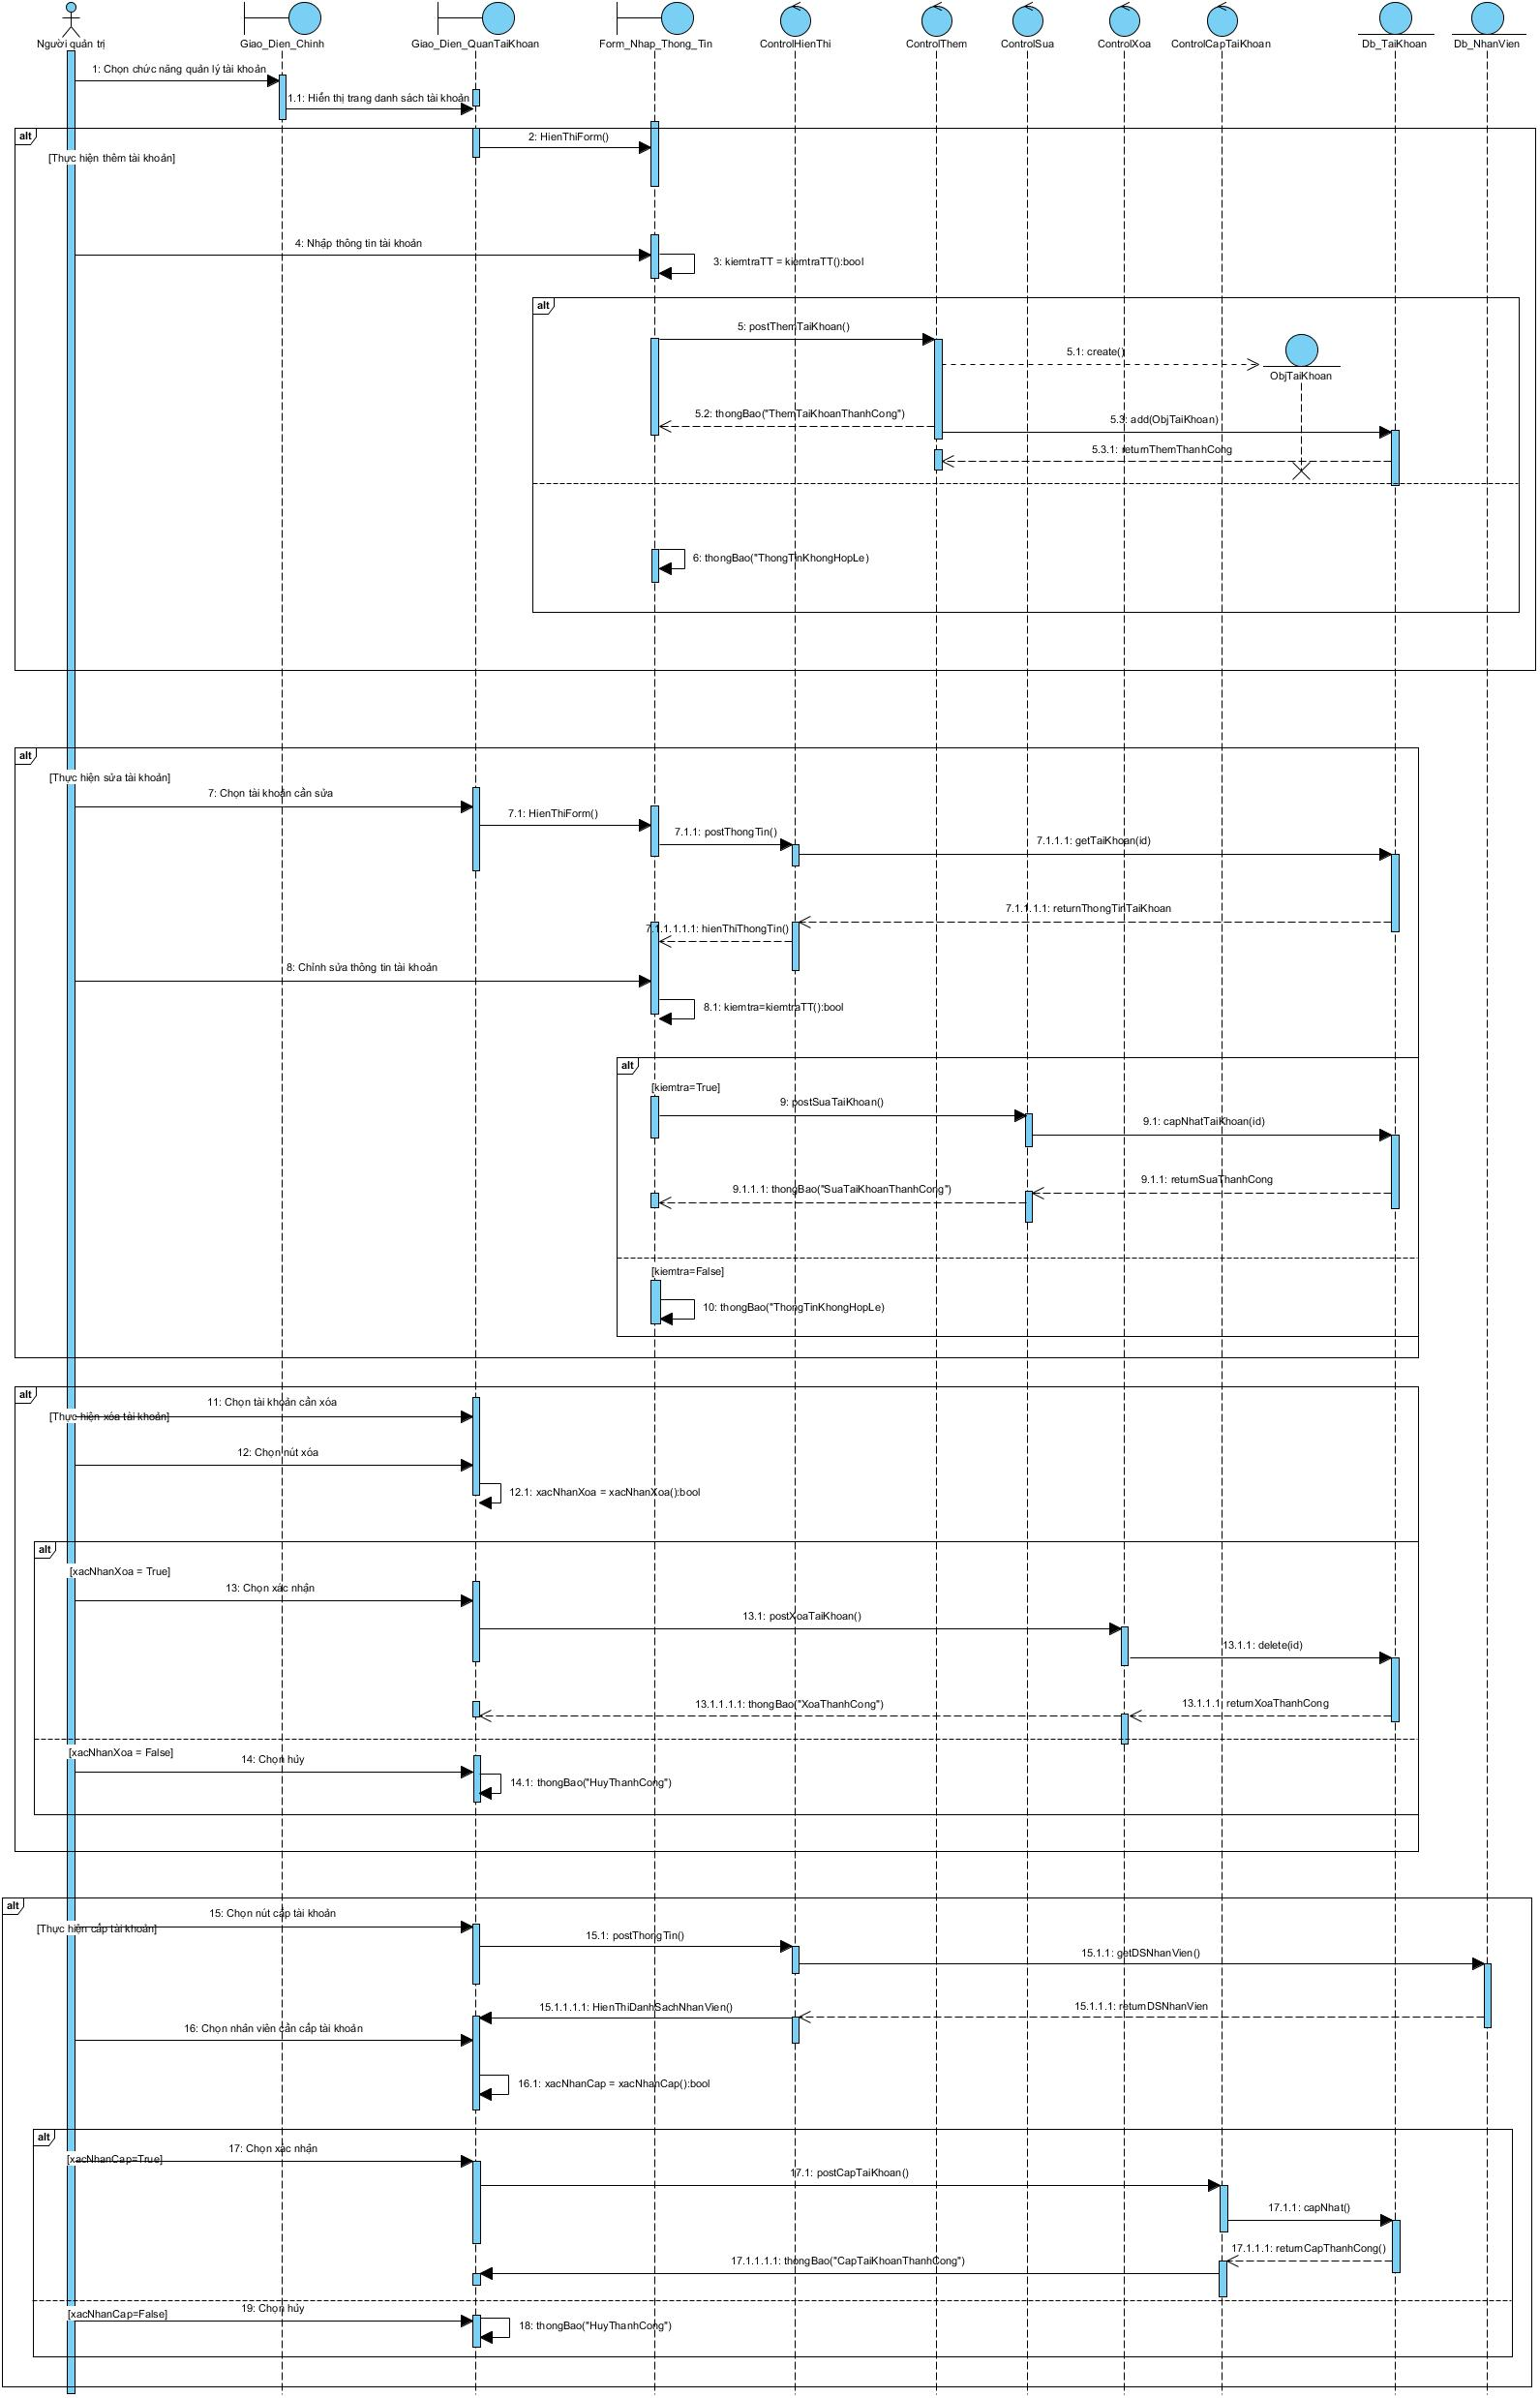 Người quản trị
Giao_Dien_Chinh
Giao_Dien_QuanTaiKhoan
Form_Nhap_Thong_Tin
ControlHienThi
ControlThem
ControlSua
ControlXoa
ControlCapTaiKhoan
Db_TaiKhoan
Db_NhanVien
1: Chọn chức năng quản lý tài khoản
1.1: Hiển thị trang danh sách tài khoản
alt
2: HienThiForm()
[Thực hiện thêm tài khoản]
4: Nhập thông tin tài khoản
3: kiemtraTT = kiemtraTT():bool
alt
5: postThemTaiKhoan()
5.1: create()
ObjTaiKhoan
5.2: thongBao("ThemTaiKhoanThanhCong")
5.3: add(ObjTaiKhoan)
5.3.1: returnThemThanhCong
6: thongBao("ThongTinKhongHopLe)
alt
[Thực hiện sửa tài khoản]
7: Chọn tài khoản cần sửa
7.1: HienThiForm()
7.1.1: postThongTin()
7.1.1.1: getTaiKhoan(id)
7.1.1.1.1: returnThongTinTaiKhoan
7.1.1.1.1.1: hienThiThongTin()
8: Chỉnh sửa thông tin tài khoản
8.1: kiemtra=kiemtraTT():bool
alt
[kiemtra=True]
9: postSuaTaiKhoan()
9.1: capNhatTaiKhoan(id)
9.1.1: returnSuaThanhCong
9.1.1.1: thongBao("SuaTaiKhoanThanhCong")
[kiemtra=False]
10: thongBao("ThongTinKhongHopLe)
alt
11: Chọn tài khoản cần xóa
[Thực hiện xóa tài khoản]
12: Chọn nút xóa
12.1: xacNhanXoa = xacNhanXoa():bool
alt
[xacNhanXoa = True]
13: Chọn xác nhận
13.1: postXoaTaiKhoan()
13.1.1: delete(id)
13.1.1.1: returnXoaThanhCong
13.1.1.1.1: thongBao("XoaThanhCong")
[xacNhanXoa = False]
14: Chọn hủy
14.1: thongBao("HuyThanhCong")
alt
15: Chọn nút cấp tài khoản
[Thực hiện cấp tài khoản]
15.1: postThongTin()
15.1.1: getDSNhanVien()
15.1.1.1: returnDSNhanVien
15.1.1.1.1: HienThiDanhSachNhanVien()
16: Chọn nhân viên cần cấp tài khoản
16.1: xacNhanCap = xacNhanCap():bool
alt
17: Chọn xác nhận
[xacNhanCap=True]
17.1: postCapTaiKhoan()
17.1.1: capNhat()
17.1.1.1: returnCapThanhCong()
17.1.1.1.1: thongBao("CapTaiKhoanThanhCong")
19: Chọn hủy
[xacNhanCap=False]
18: thongBao("HuyThanhCong")